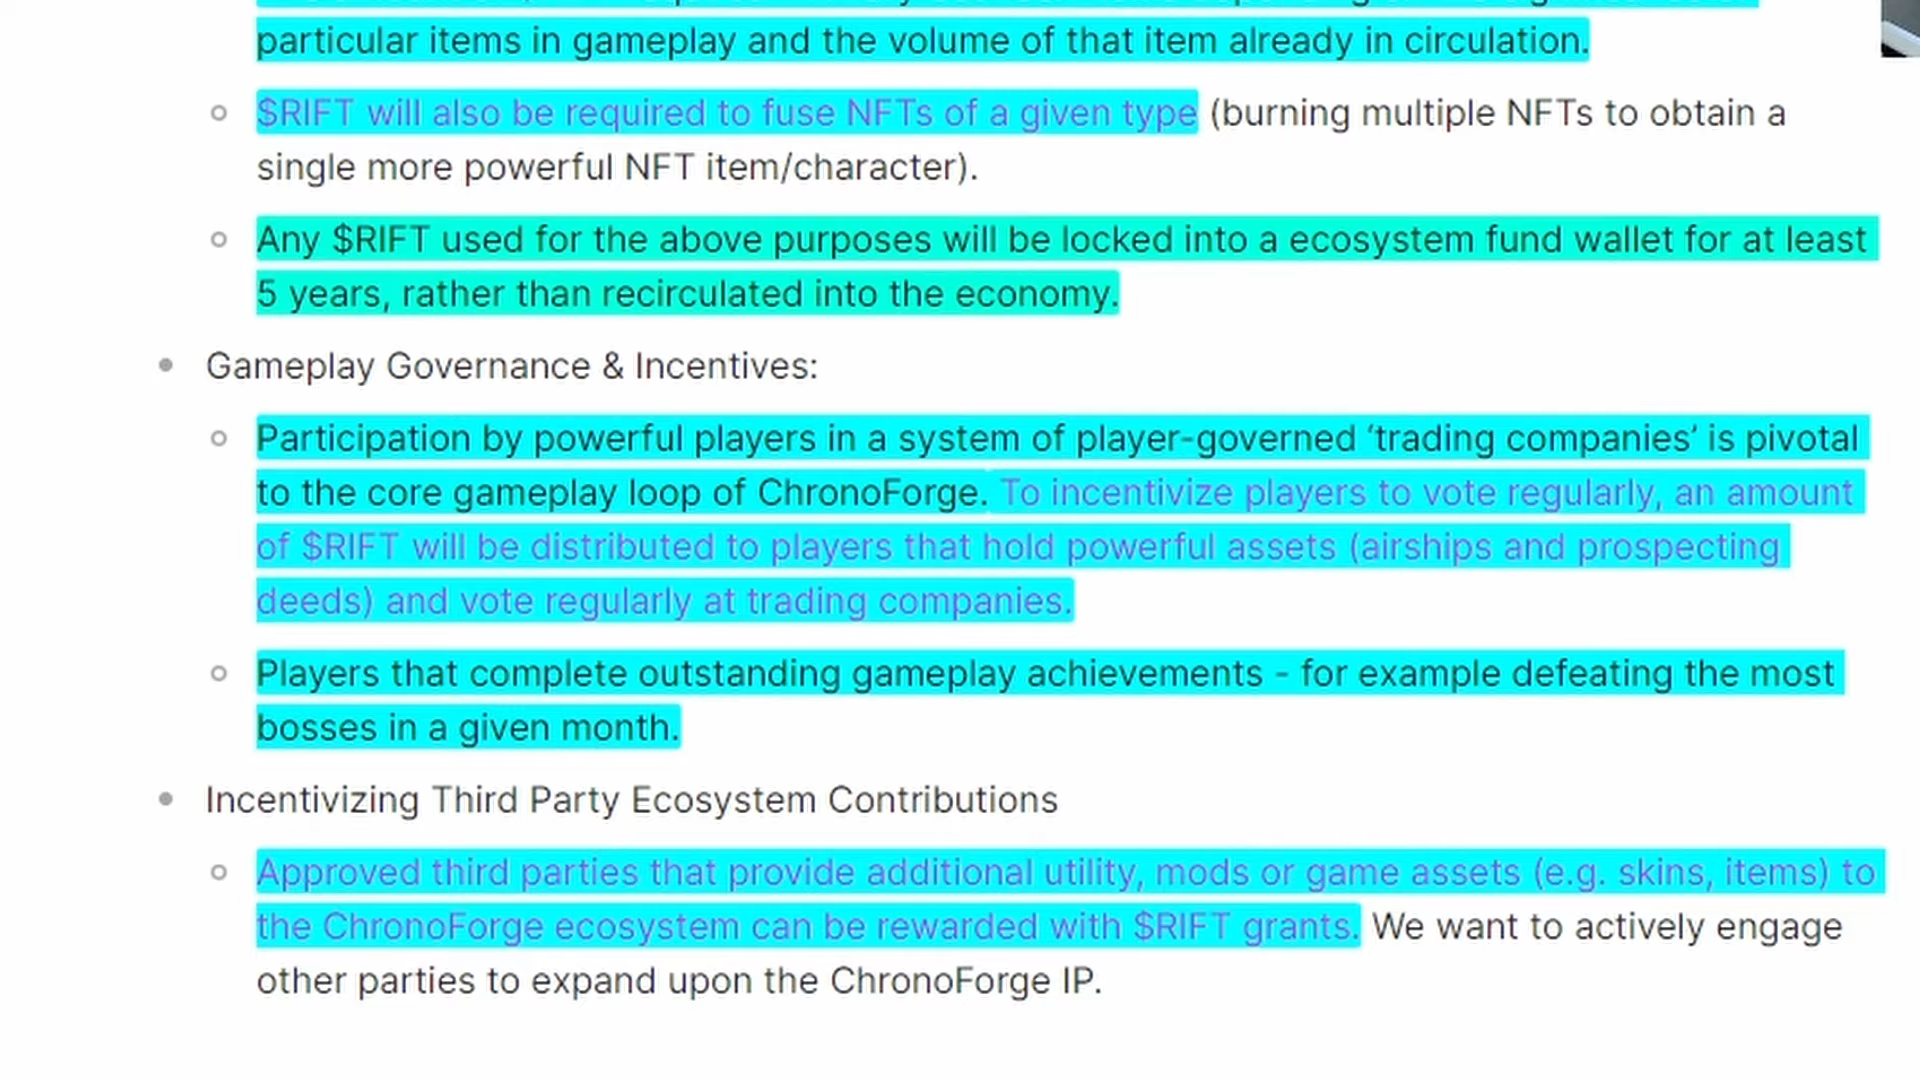 particular items in gameplay and the volume of that item already in circulation.
$RIFT will also be required to fuse NFTs of a given type (burning multiple NFTs to obtain a
single more powerful NFT item/character).
Any $RIFT used for the above purposes will be locked into a ecosystem fund wallet for at least
5 years, rather than recirculated into the economy.
Gameplay Governance & Incentives:
Participation by powerful players in a system of player-governed ‘trading companies’ is pivotal
to the core gameplay loop of ChronoForge. To incentivize players to vote regularly, an amount
of $RIFT will be distributed to players that hold powerful assets (airships and prospecting
deeds) and vote regularly at trading companies.
Players that complete outstanding gameplay achievements - for example defeating the most
bosses in a given month.
Incentivizing Third Party Ecosystem Contributions
Approved third parties that provide additional utility, mods or game assets (e.g. skins, items) to
the ChronoForge ecosystem can be rewarded with $RIFT grants. We want to actively engage
other parties to expand upon the ChronoForge IP.